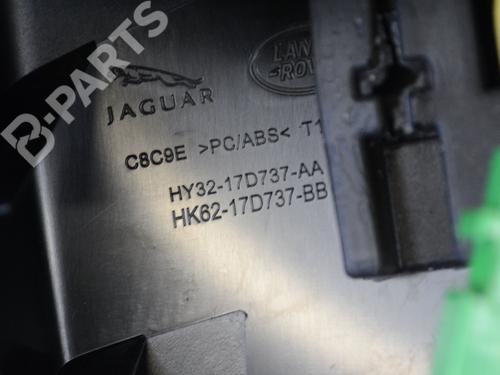 B-PARTS
JAGUAR
LAND
ROVER
C8C9E >PC/ABS< T1
HY32-17D737-AA
HK62-17D737-BB